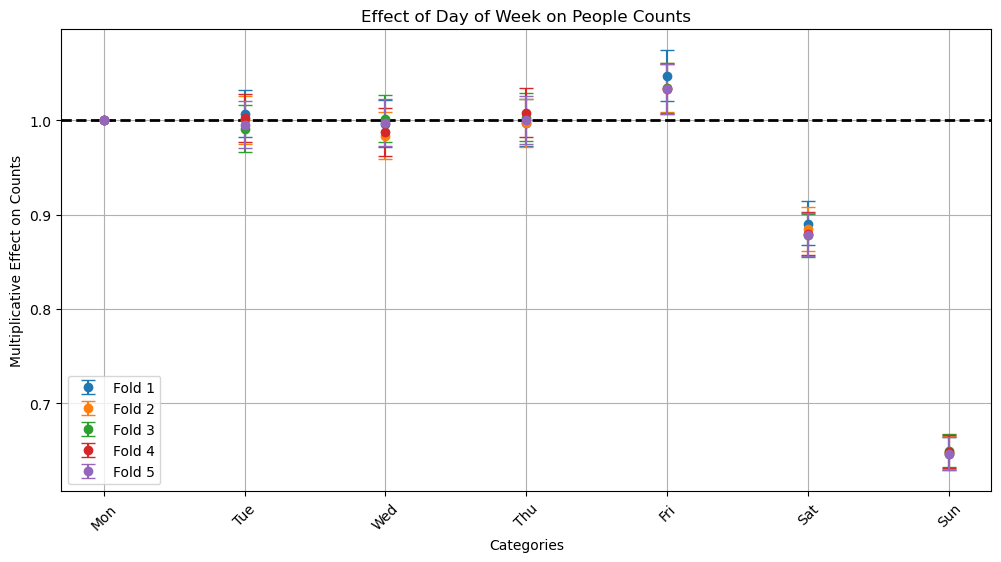 Effect of Day of Week on People Counts
Multiplicative Effect on Counts
1.0
0.9
0.8
0.7
Fold 1
Fold 2
Fold 3
Fold 4
Fold 5
Mon
Tue
Wed
Thu
Fri
Sat
Sun
Categories